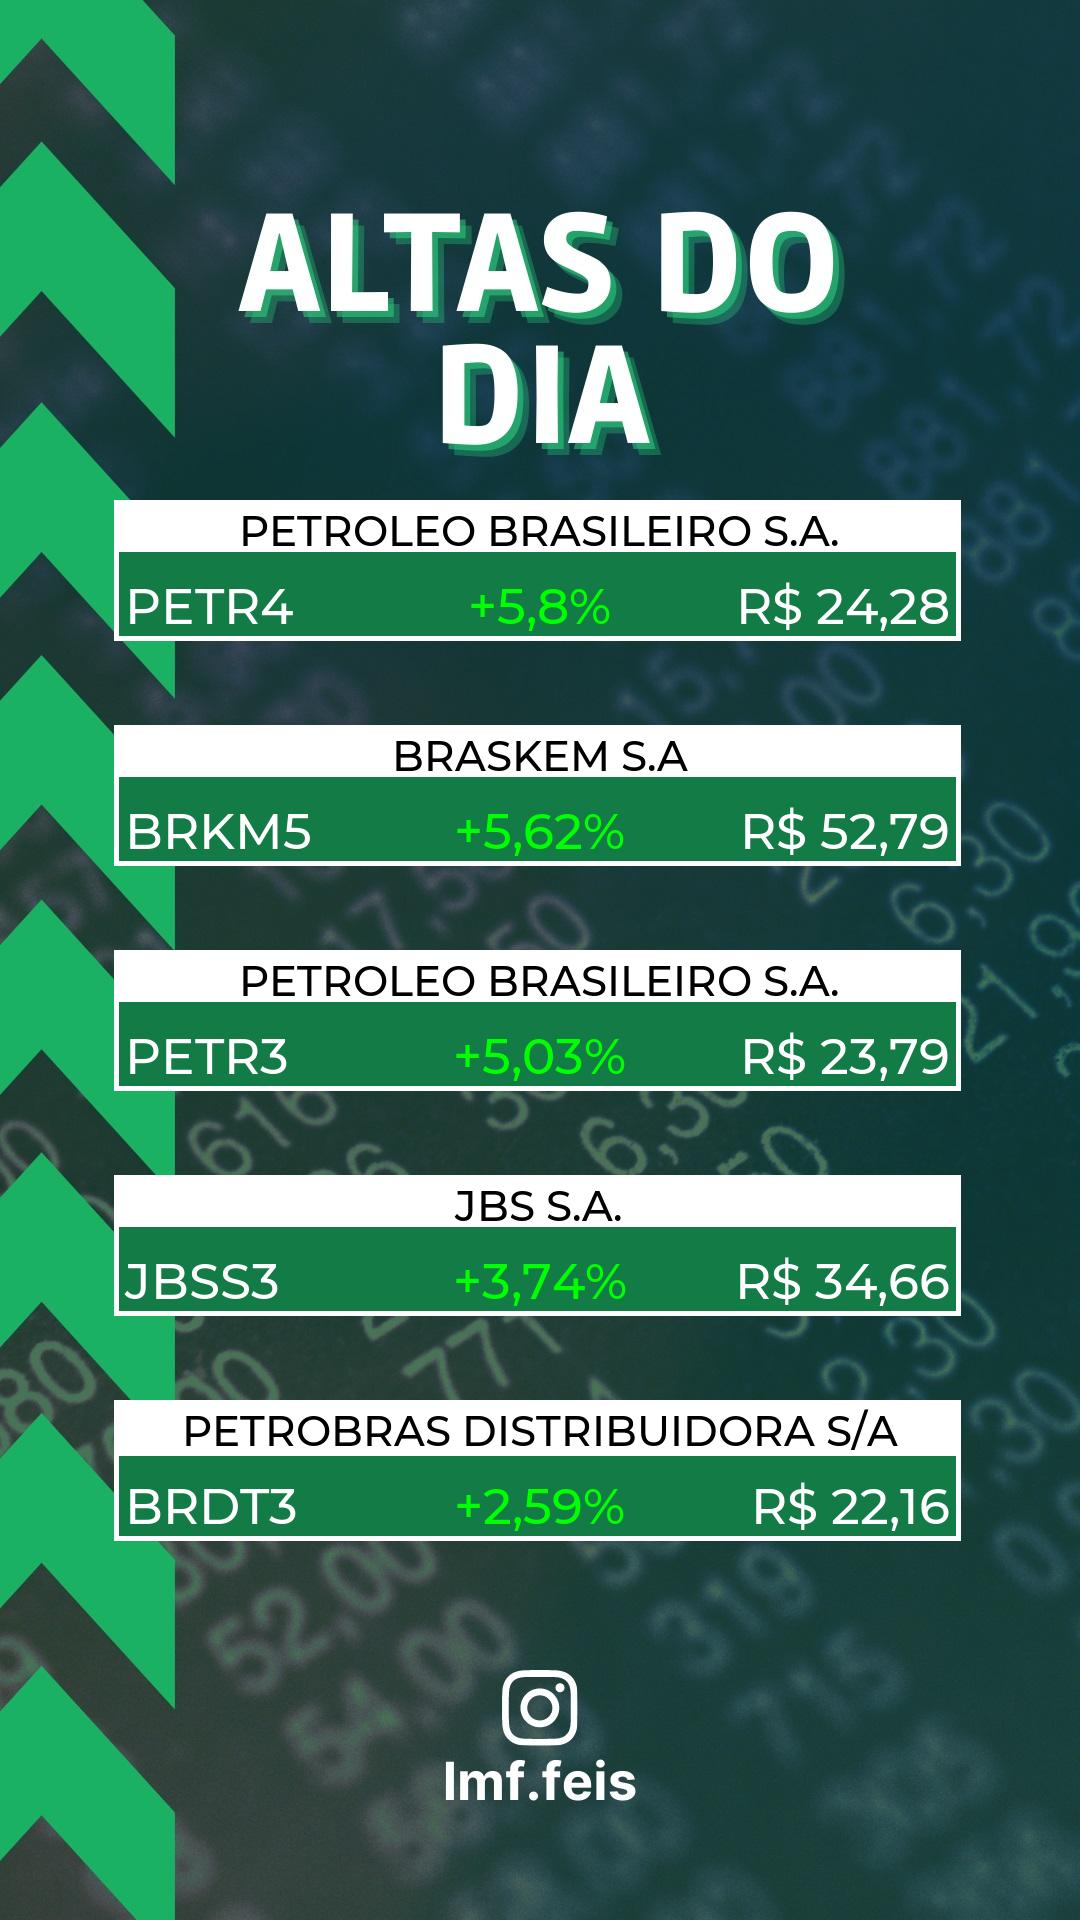 ALTAS DO
DIA
PETROLEO BRASILEIRO S.A.
PETR4 +5,8% R$ 24,28
BRASKEM S.A
BRKM5 +5,62% R$ 52,79
PETROLEO BRASILEIRO S.A.
PETR3 +5,03% R$ 23,79
JBS S.A.
JBSS3 +3,74% R$ 34,66
PETROBRAS DISTRIBUIDORA S/A
BRDT3 +2,59% R$ 22,16
lmf.feis